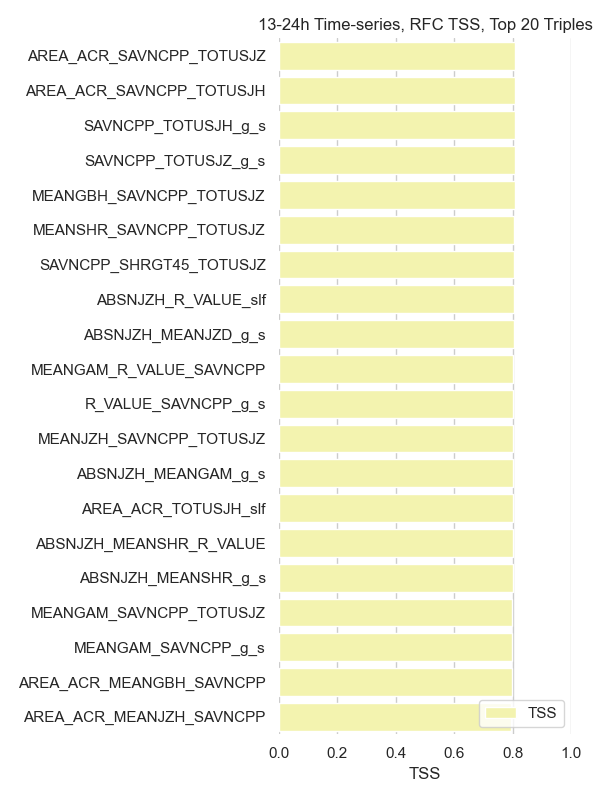 13-24h Time-series, RFC TSS, Top 20 Triples
AREA_ACR_SAVNCPP_TOTUSJZ
AREA_ACR_SAVNCPP_TOTUSJH
SAVNCPP_TOTUSJH_g_s
SAVNCPP_TOTUSJZ_g_s
MEANGBH_SAVNCPP_TOTUSJZ
MEANSHR_SAVNCPP_TOTUSJZ
SAVNCPP_SHRGT45_TOTUSJZ
ABSNJZH_R_VALUE_slf
ABSNJZH_MEANJZD_g_s
MEANGAM_R_VALUE_SAVNCPP
R_VALUE_SAVNCPP_g_s
MEANJZH_SAVNCPP_TOTUSJZ
ABSNJZH_MEANGAM_g_s
AREA_ACR_TOTUSJH_slf
ABSNJZH_MEANSHR_R_VALUE
ABSNJZH_MEANSHR_g_s
MEANGAM_SAVNCPP_TOTUSJZ
MEANGAM_SAVNCPP_g_s
AREA_ACR_MEANGBH_SAVNCPP
AREA_ACR_MEANJZH_SAVNCPP
TSS
0.0 0.2 0.4 0.6 0.8 1.0
TSS